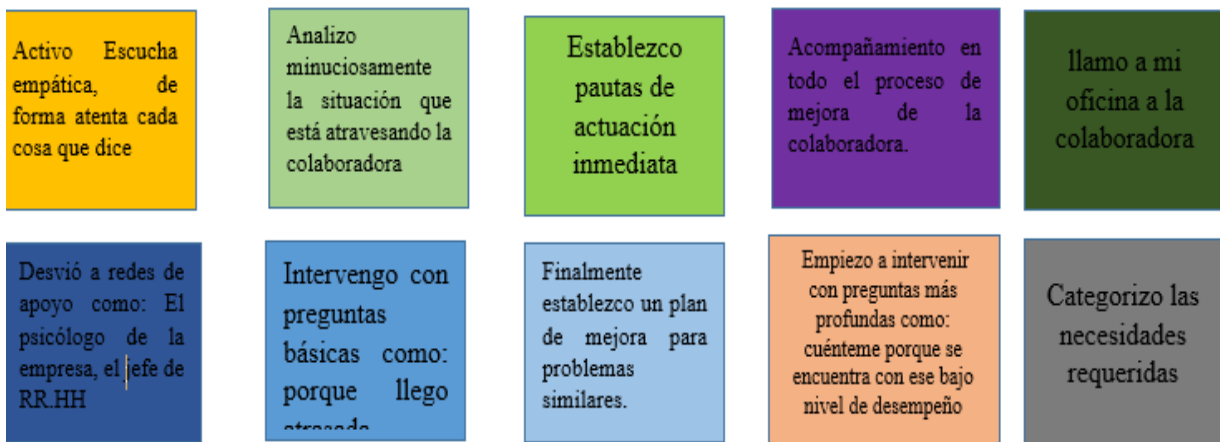 Activo Escucha
empática, de
forma atenta cada
cosa que dice
Analizo
minuciosamente
la situación que
está atravesando la
colaboradora
Establezco
pautas de
actuación
inmediata
Acompañamiento en
todo el proceso de
mejora de la
colaboradora.
llamo a mi
oficina a la
colaboradora
Desvió a redes de
apoyo como: El
psicólogo de la
empresa, el jefe de
RR.HH
Intervengo con
preguntas
básicas como:
porque llego
Finalmente
establezco un plan
de mejora para
problemas
similares.
Empiezo a intervenir
con preguntas más
profundas como:
cuénteme porque se
encuentra con ese bajo
nivel de desempeño
Categorizo las
necesidades
requeridas